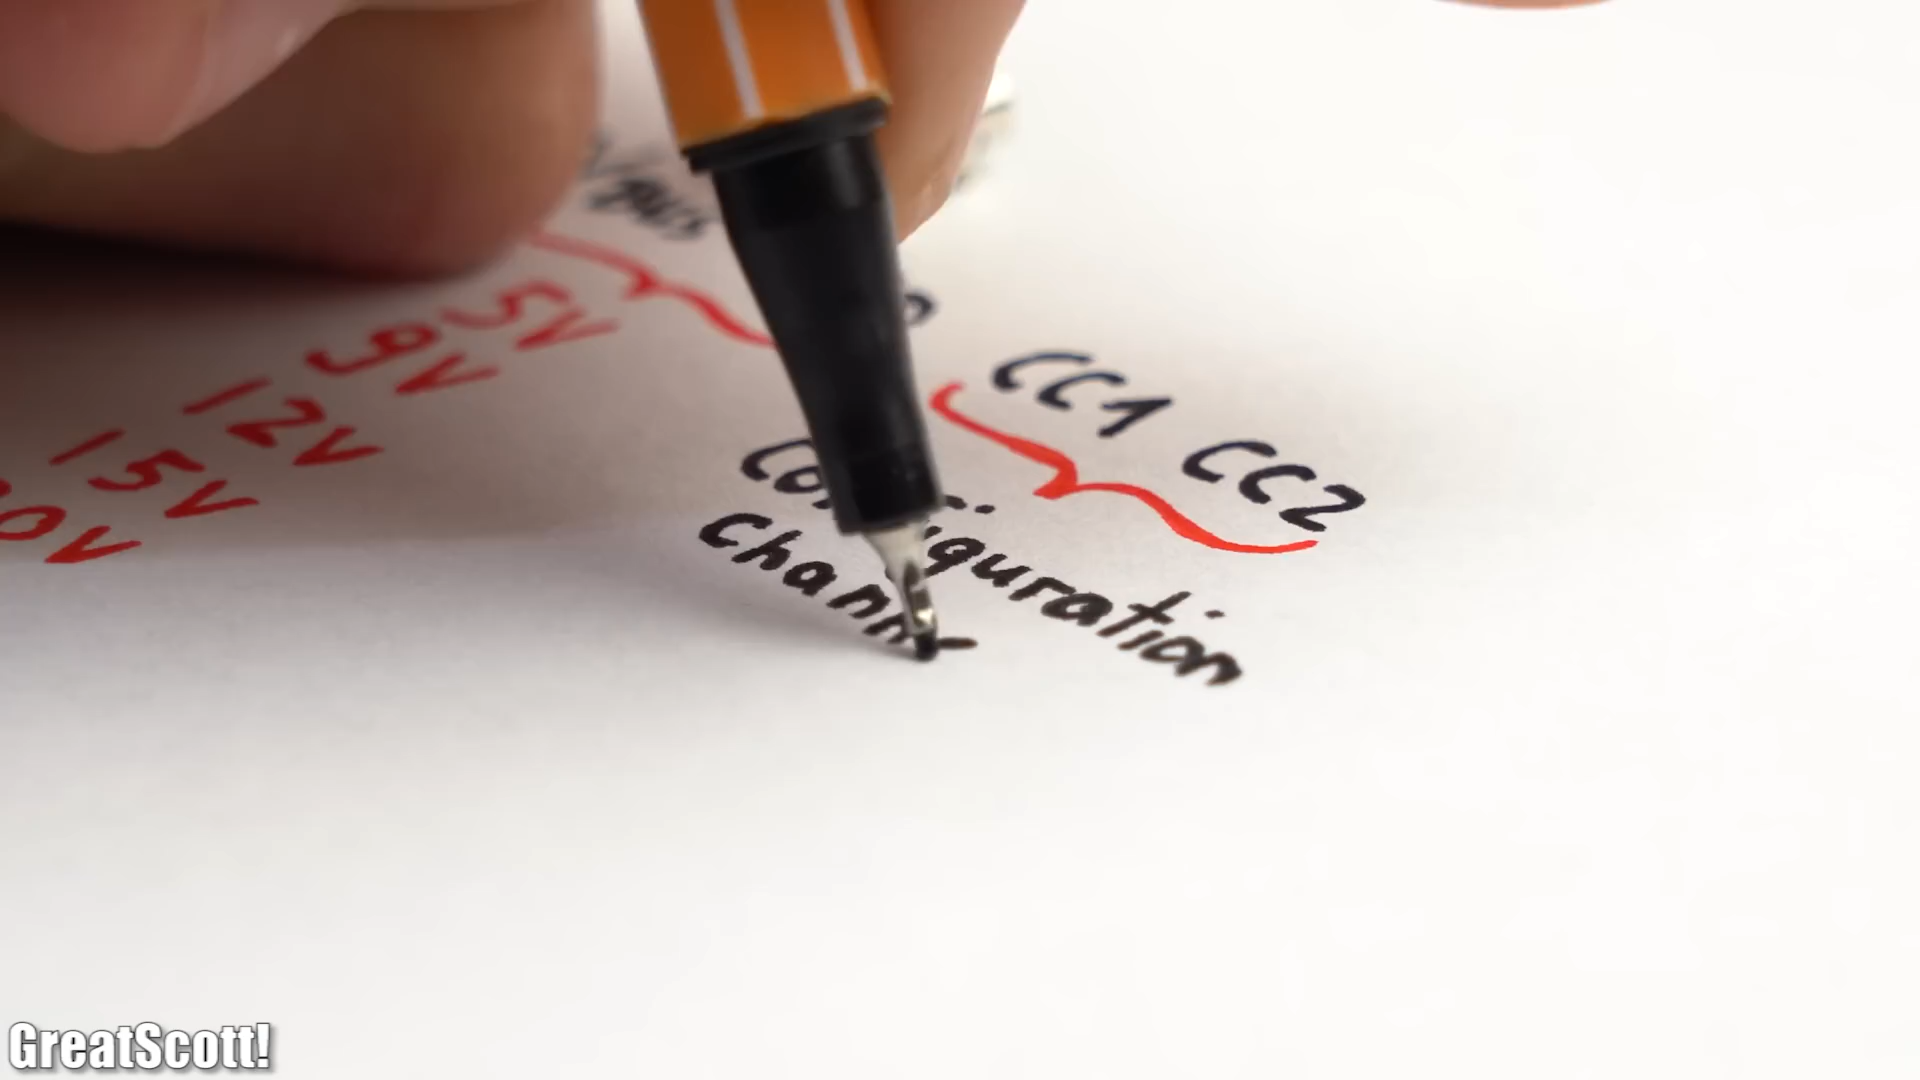 CC1 CC2
5V
9V
12V
15V
Configuration
Chann
GreatScott!